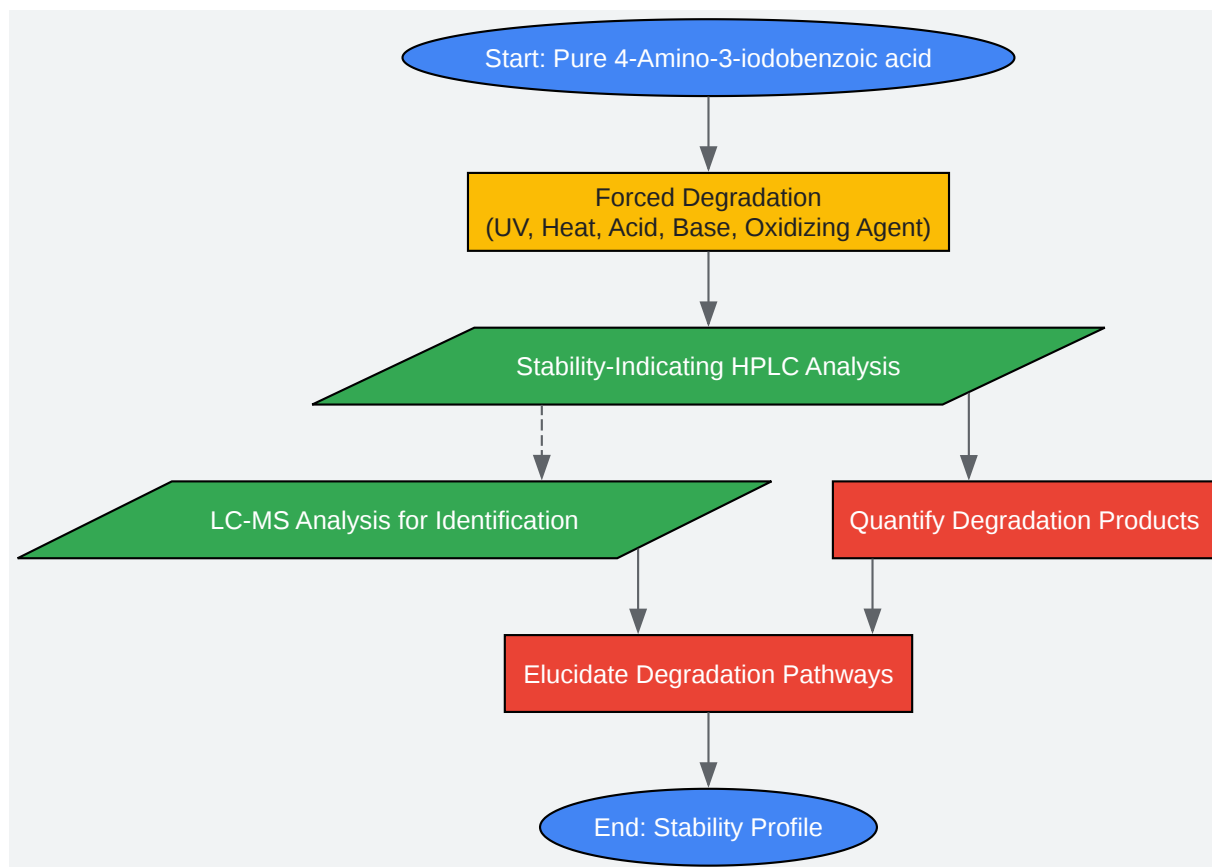 Start: Pure 4-Amino-3-iodobenzoic acid
Forced Degradation
(UV, Heat, Acid, Base, Oxidizing Agent)
Stability-Indicating HPLC Analysis
LC-MS Analysis for Identification
Quantify Degradation Products
Elucidate Degradation Pathways
End: Stability Profile